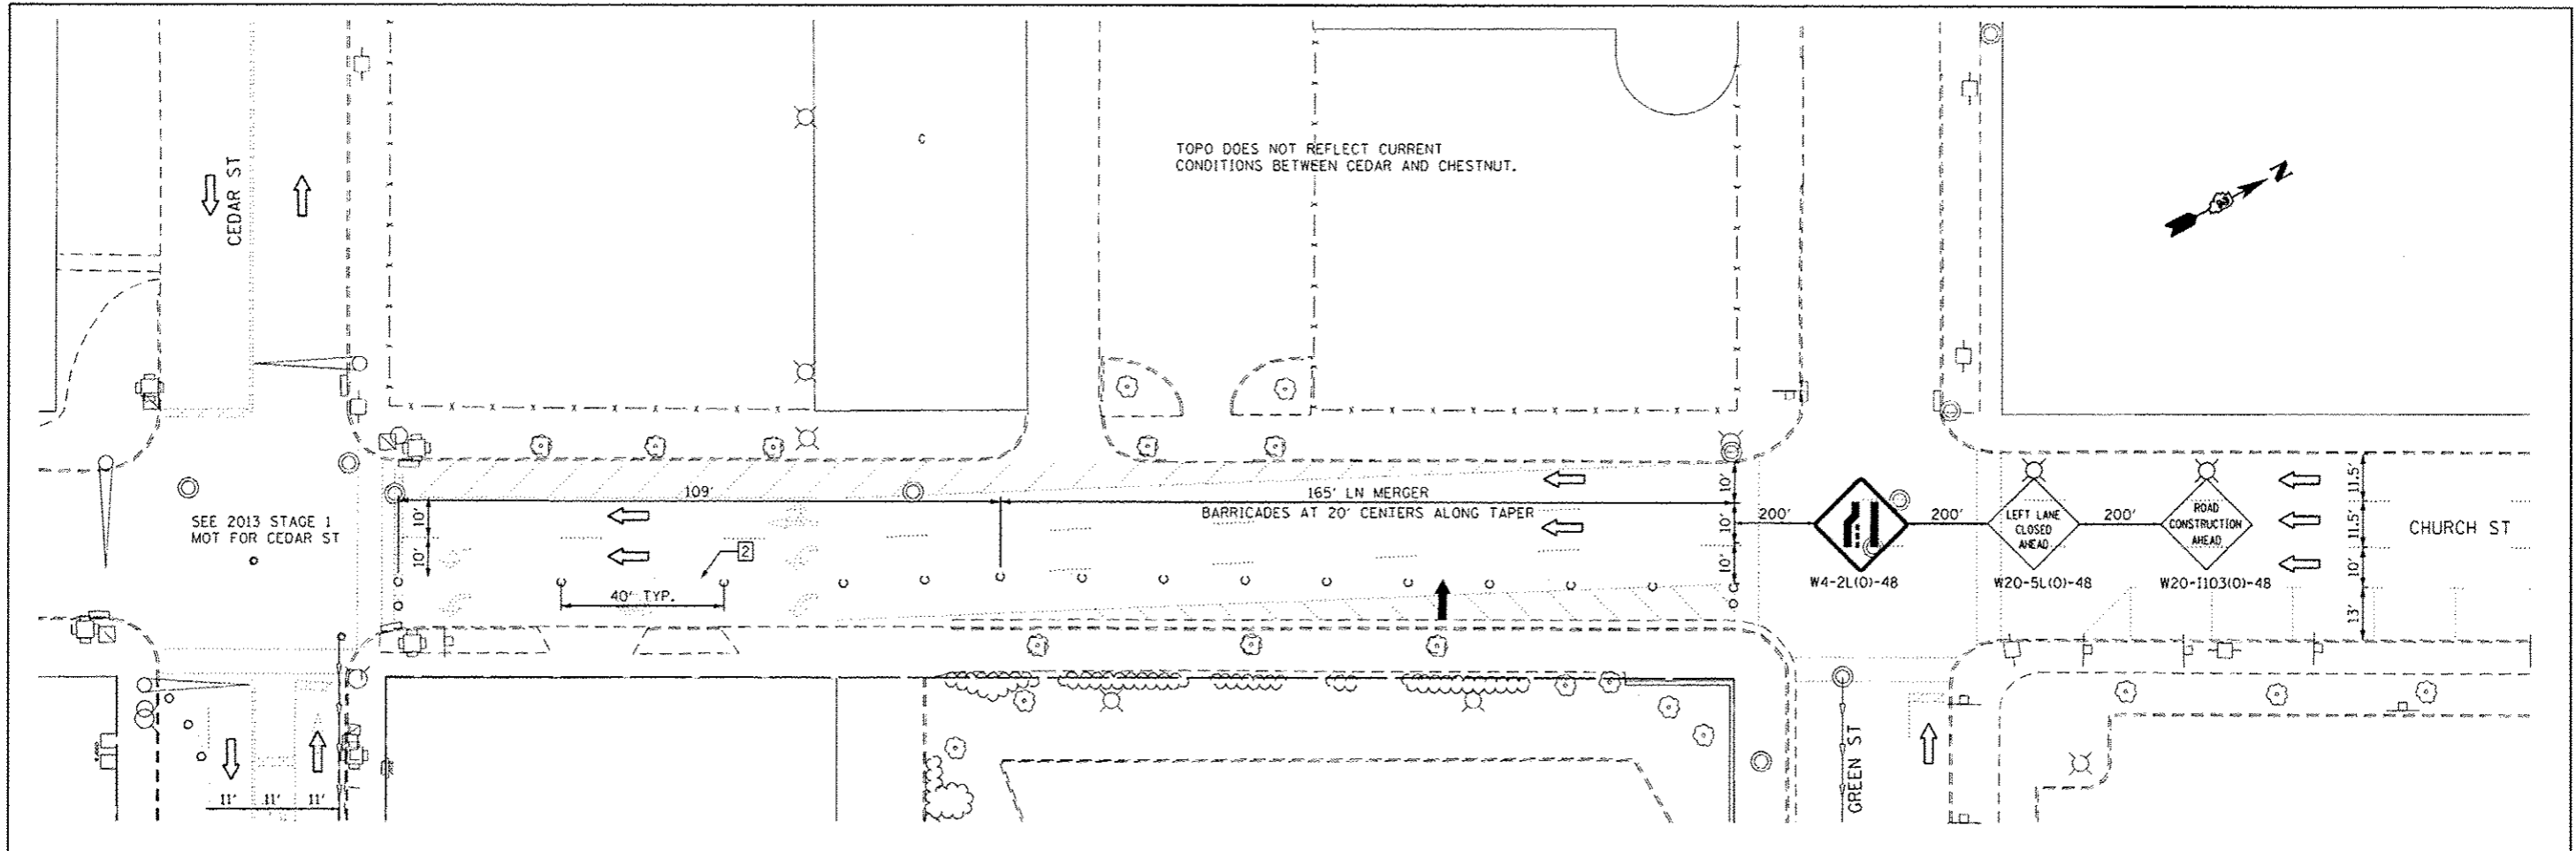 CEDAR ST
C
TOPO DOES NOT REFLECT CURRENT
CONDITIONS BETWEEN CEDAR AND CHESTNUT.
N
SEE 2013 STAGE 1
MOT FOR CEDAR ST
109'
10'
10'
2
40' TYP.
165' LN MERGER
BARRICADES AT 20' CENTERS ALONG TAPER
10'
10'
10'
200'
W4-2L(O)-48
200'
LEFT LANE
CLOSED
AHEAD
W20-5L(O)-48
200'
ROAD
CONSTRUCTION
AHEAD
W20-I103(O)-48
11.5'
11.5'
10'
13'
CHURCH ST
11'
11'
11'
GREEN ST